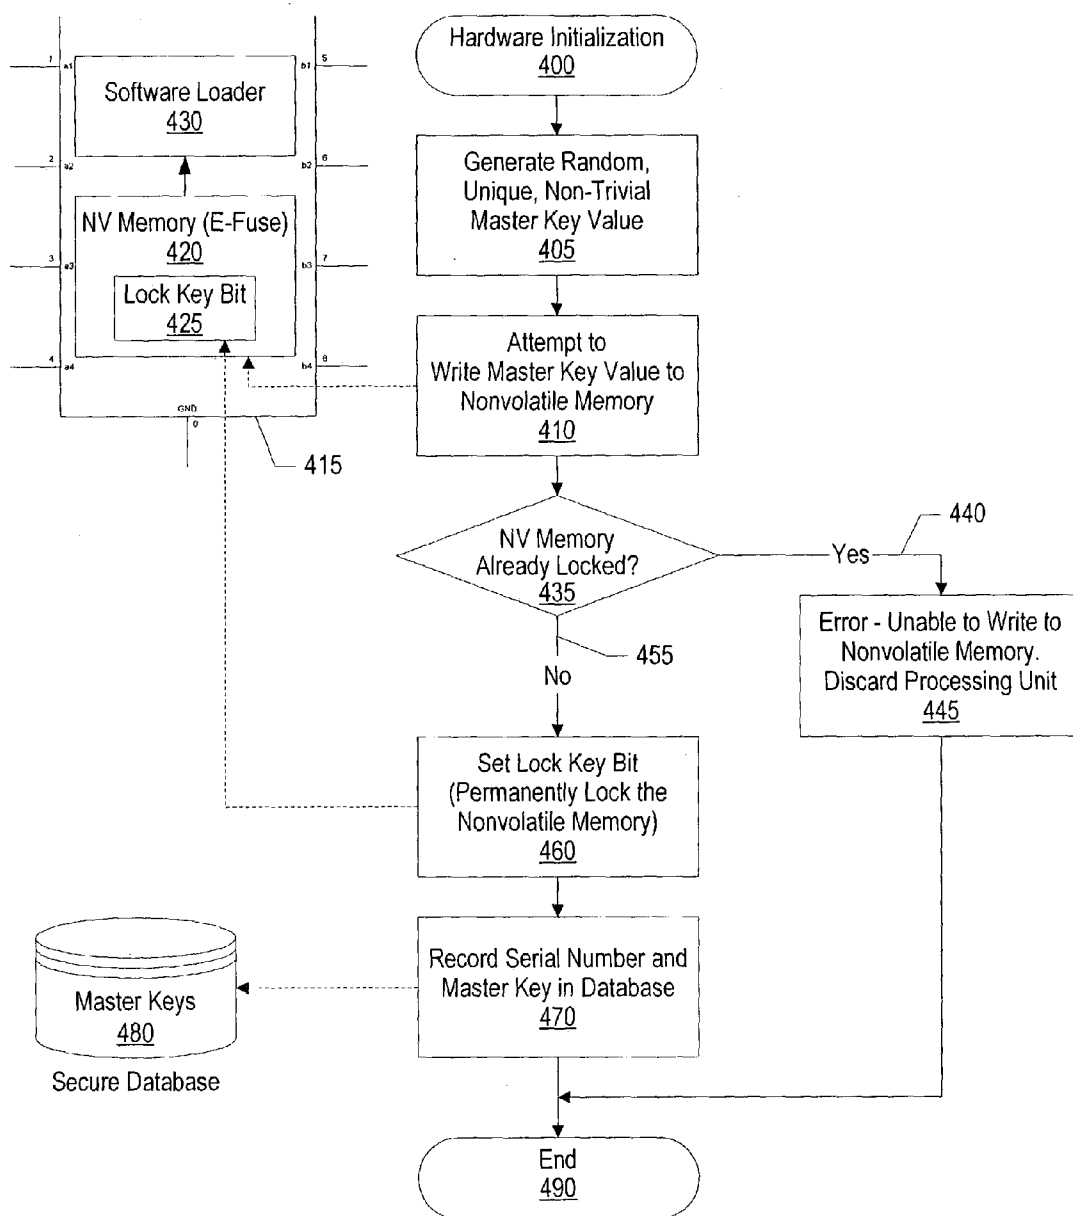 Hardware Initialization
400
1
a1
b1
5
Software Loader
430
2
a2
b2
6
Generate Random,
Unique, Non-Trivial
Master Key Value
405
NV Memory (E-Fuse)
420
3
a3
b3
7
Lock Key Bit
425
4
a4
b4
8
GND
0
415
Attempt to
Write Master Key Value to
Nonvolatile Memory
410
NV Memory
Already Locked?
435
440
Yes
Error - Unable to Write to
Nonvolatile Memory.
Discard Processing Unit
445
455
No
Set Lock Key Bit
(Permanently Lock the
Nonvolatile Memory)
460
Record Serial Number and
Master Key in Database
470
Master Keys
480
Secure Database
End
490